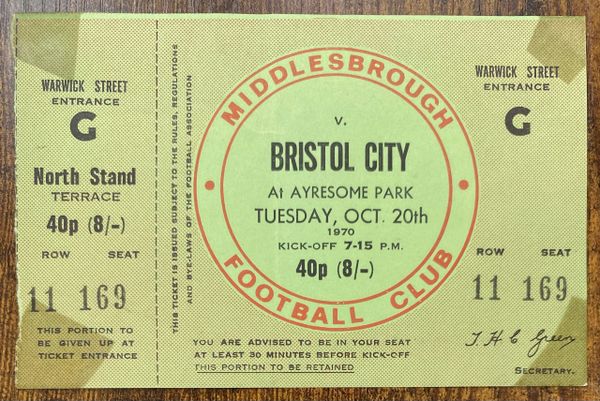 WARWICK STREET
ENTRANCE
G
North Stand
TERRACE
40p (8/-)
ROW SEAT
11 169
THIS PORTION TO
BE GIVEN UP AT
TICKET ENTRANCE
THIS TICKET IS ISSUED SUBJECT TO THE RULES, REGULATIONS
AND BYE-LAWS OF THE FOOTBALL ASSOCIATION
MIDDLESBROUGH
v.
BRISTOL CITY
At AYRESOME PARK
TUESDAY, OCT. 20th
1970
KICK-OFF 7-15 P.M.
40p (8/-)
FOOTBALL CLUB
YOU ARE ADVISED TO BE IN YOUR SEAT
AT LEAST 30 MINUTES BEFORE KICK-OFF
THIS PORTION TO BE RETAINED
WARWICK STREET
ENTRANCE
G
ROW SEAT
11 169
T. H. C Green
SECRETARY.